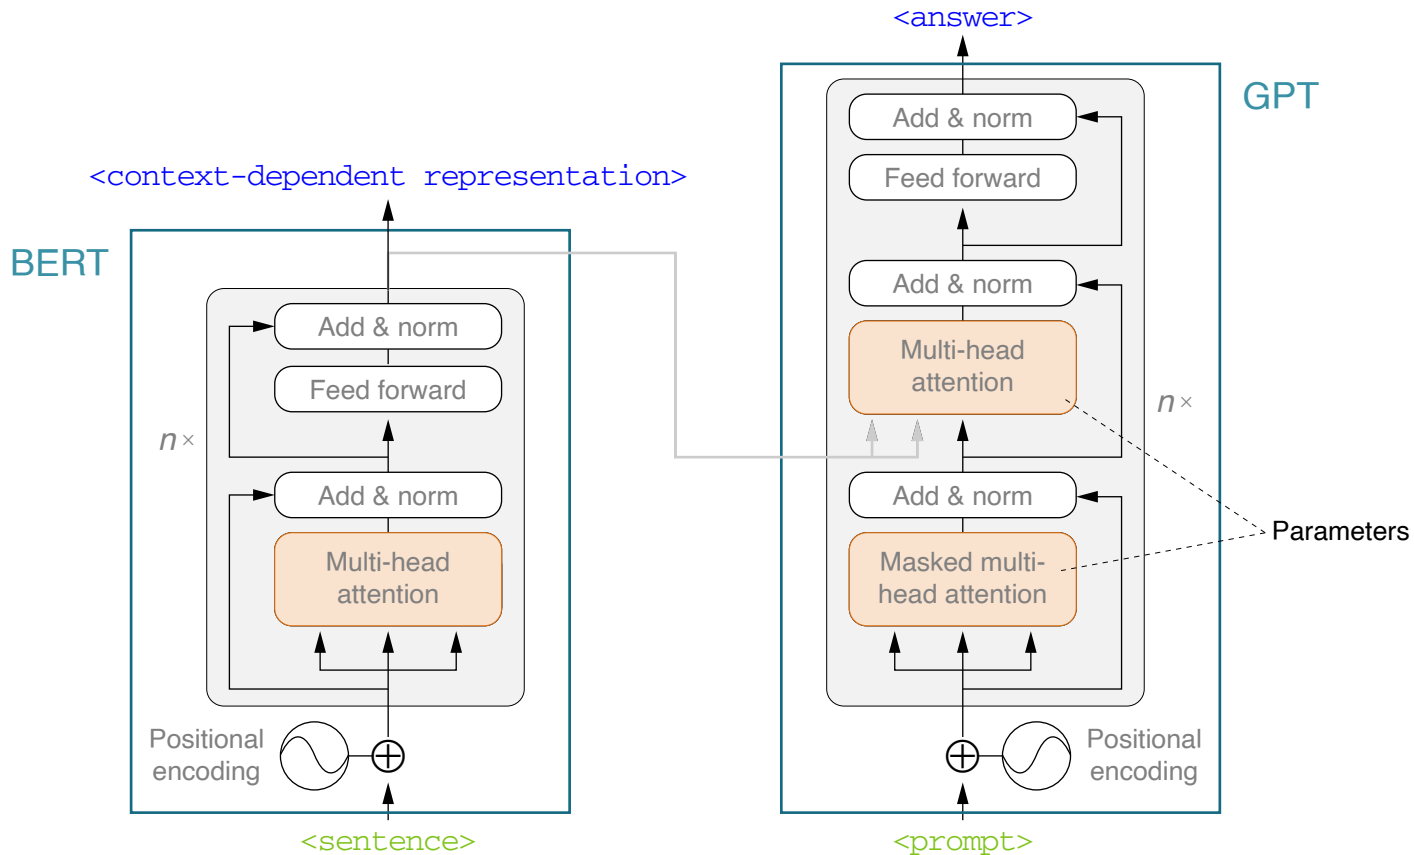 <answer>
GPT
Add & norm
Feed forward
<context-dependent representation>
BERT
Add & norm
Multi-head
attention
n×
Add & norm
Masked multi-
head attention
Parameters
Positional
encoding
<prompt>
Add & norm
Feed forward
n×
Add & norm
Multi-head
attention
Positional
encoding
<sentence>